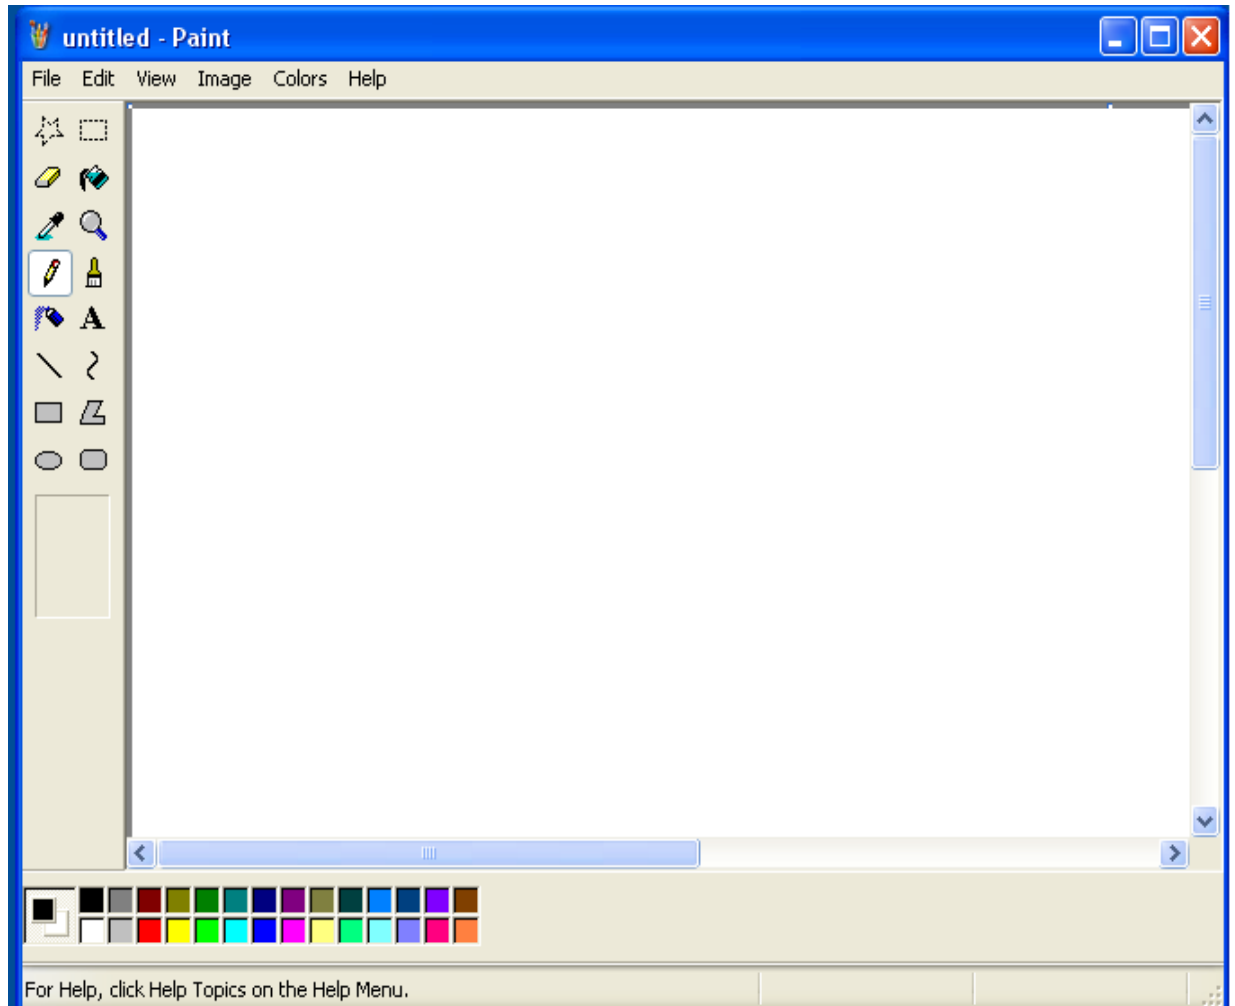 untitled - Paint
File Edit View Image Colors Help
A
For Help, click Help Topics on the Help Menu.